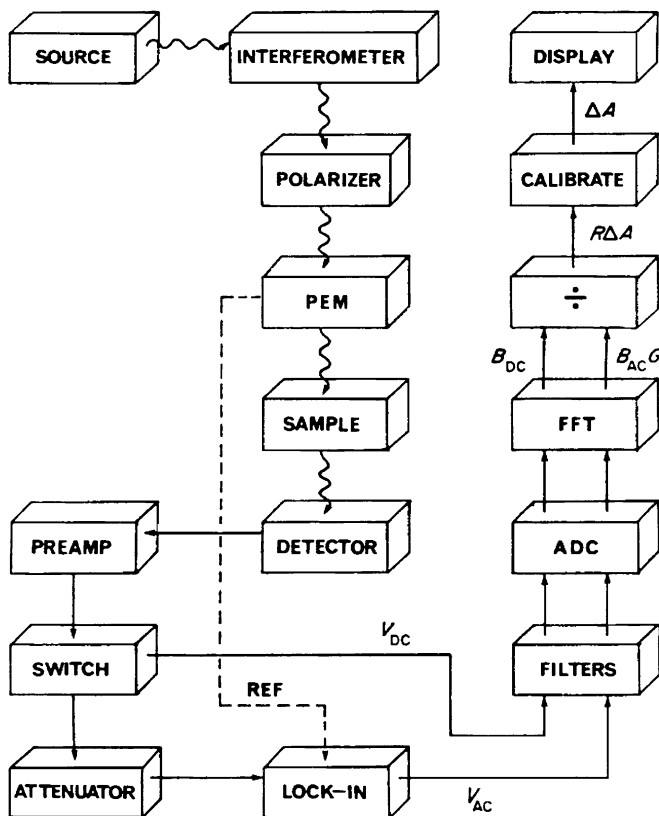 SOURCE
INTERFEROMETER
DISPLAY
ΔA
POLARIZER
CALIBRATE
RΔA
PEM
÷
B_DC
B_AC G
SAMPLE
FFT
PREAMP
DETECTOR
ADC
V_DC
SWITCH
FILTERS
REF
ATTENUATOR
LOCK-IN
V_AC